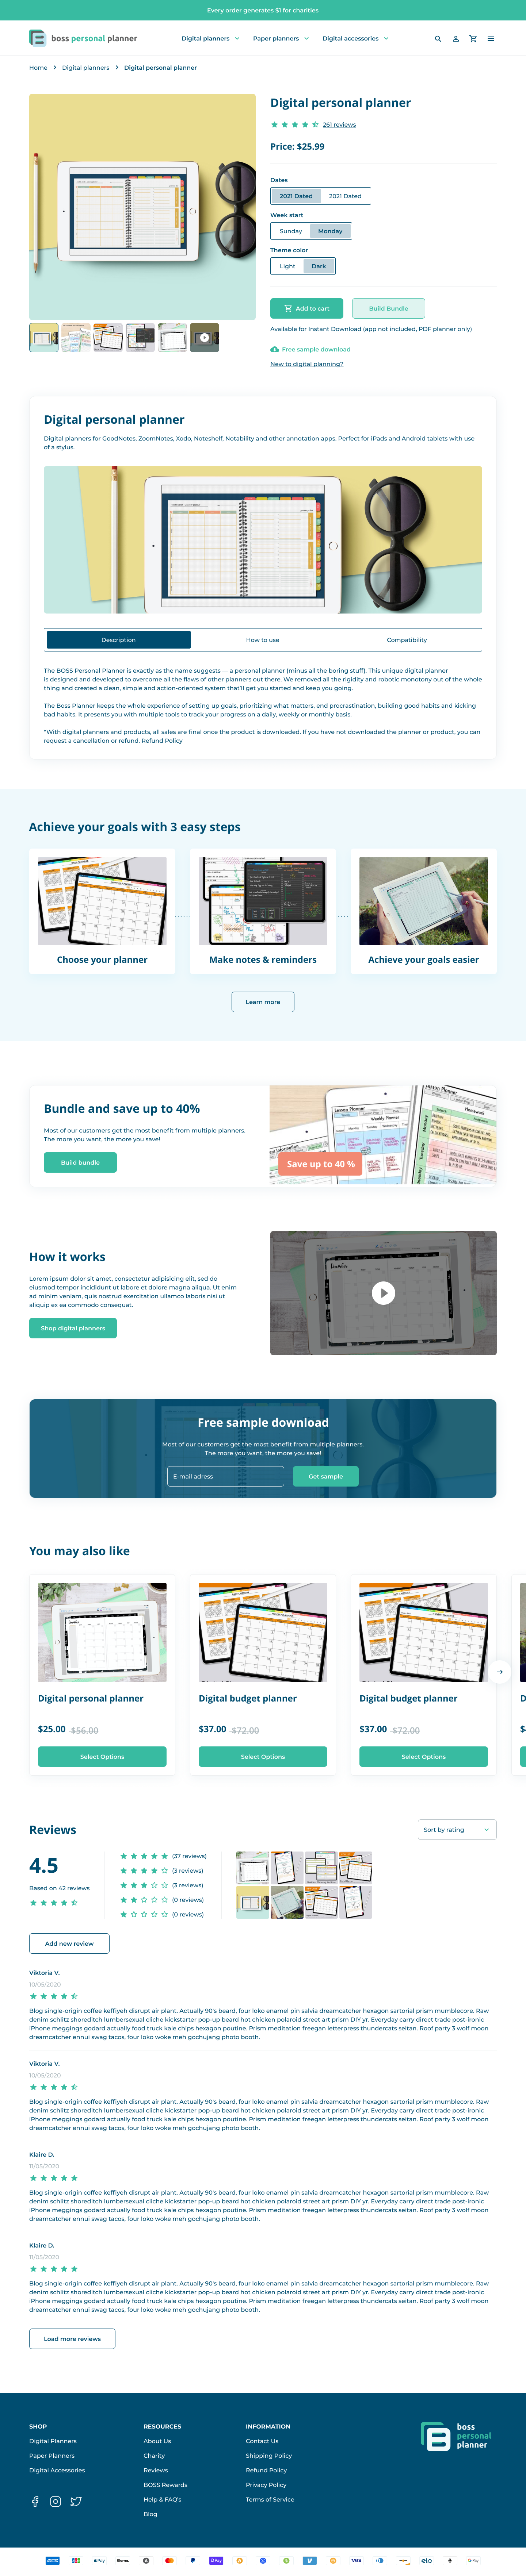 Every order generates $1 for charities
boss personal planner
Digital planners
Paper planners
Digital accessories
Home
Digital planners
Digital personal planner
Digital personal planner
261 reviews
Price: $25.99
Dates
2021 Dated
2021 Dated
Week start
Sunday
Monday
Theme color
Light
Dark
Add to cart
Build Bundle
Available for Instant Download (app not included, PDF planner only)
Free sample download
New to digital planning?
Digital personal planner
Digital planners for GoodNotes, ZoomNotes, Xodo, Noteshelf, Notability and other annotation apps. Perfect for iPads and Android tablets with use
of a stylus.
Description
How to use
Compatibility
The BOSS Personal Planner is exactly as the name suggests — a personal planner (minus all the boring stuff). This unique digital planner
is designed and developed to overcome all the flaws of other planners out there. We removed all the rigidity and robotic monotony out of the whole
thing and created a clean, simple and action-oriented system that'll get you started and keep you going.
The Boss Planner keeps the whole experience of setting up goals, prioritizing what matters, end procrastination, building good habits and kicking
bad habits. It presents you with multiple tools to track your progress on a daily, weekly or monthly basis.
*With digital planners and products, all sales are final once the product is downloaded. If you have not downloaded the planner or product, you can
request a cancellation or refund. Refund Policy
Achieve your goals with 3 easy steps
Choose your planner
Make notes & reminders
Achieve your goals easier
Learn more
Bundle and save up to 40%
Most of our customers get the most benefit from multiple planners.
The more you want, the more you save!
Build bundle
Lesson Planner
Weekly Planner
Lesson Planner
Homework
Save up to 40 %
How it works
Lorem ipsum dolor sit amet, consectetur adipisicing elit, sed do
eiusmod tempor incididunt ut labore et dolore magna aliqua. Ut enim
ad minim veniam, quis nostrud exercitation ullamco laboris nisi ut
aliquip ex ea commodo consequat.
Shop digital planners
Free sample download
Most of our customers get the most benefit from multiple planners.
The more you want, the more you save!
E-mail adress
Get sample
You may also like
Digital personal planner
$25.00 $56.00
Select Options
Digital budget planner
$37.00 $72.00
Select Options
Digital budget planner
$37.00 $72.00
Select Options
Reviews
Sort by rating
4.5
Based on 42 reviews
(37 reviews)
(3 reviews)
(3 reviews)
(0 reviews)
(0 reviews)
Add new review
Viktoria V.
10/05/2020
Blog single-origin coffee keffiyeh disrupt air plant. Actually 90's beard, four loko enamel pin salvia dreamcatcher hexagon sartorial prism mumblecore. Raw
denim schlitz shoreditch lumbersexual cliche kickstarter pop-up beard hot chicken polaroid street art prism DIY yr. Everyday carry direct trade post-ironic
iPhone meggings godard actually food truck kale chips hexagon poutine. Prism meditation freegan letterpress thundercats seitan. Roof party 3 wolf moon
dreamcatcher ennui swag tacos, four loko woke meh gochujang photo booth.
Viktoria V.
10/05/2020
Blog single-origin coffee keffiyeh disrupt air plant. Actually 90's beard, four loko enamel pin salvia dreamcatcher hexagon sartorial prism mumblecore. Raw
denim schlitz shoreditch lumbersexual cliche kickstarter pop-up beard hot chicken polaroid street art prism DIY yr. Everyday carry direct trade post-ironic
iPhone meggings godard actually food truck kale chips hexagon poutine. Prism meditation freegan letterpress thundercats seitan. Roof party 3 wolf moon
dreamcatcher ennui swag tacos, four loko woke meh gochujang photo booth.
Klaire D.
11/05/2020
Blog single-origin coffee keffiyeh disrupt air plant. Actually 90's beard, four loko enamel pin salvia dreamcatcher hexagon sartorial prism mumblecore. Raw
denim schlitz shoreditch lumbersexual cliche kickstarter pop-up beard hot chicken polaroid street art prism DIY yr. Everyday carry direct trade post-ironic
iPhone meggings godard actually food truck kale chips hexagon poutine. Prism meditation freegan letterpress thundercats seitan. Roof party 3 wolf moon
dreamcatcher ennui swag tacos, four loko woke meh gochujang photo booth.
Klaire D.
11/05/2020
Blog single-origin coffee keffiyeh disrupt air plant. Actually 90's beard, four loko enamel pin salvia dreamcatcher hexagon sartorial prism mumblecore. Raw
denim schlitz shoreditch lumbersexual cliche kickstarter pop-up beard hot chicken polaroid street art prism DIY yr. Everyday carry direct trade post-ironic
iPhone meggings godard actually food truck kale chips hexagon poutine. Prism meditation freegan letterpress thundercats seitan. Roof party 3 wolf moon
dreamcatcher ennui swag tacos, four loko woke meh gochujang photo booth.
Load more reviews
SHOP
Digital Planners
Paper Planners
Digital Accessories
RESOURCES
About Us
Charity
Reviews
BOSS Rewards
Help & FAQ's
Blog
INFORMATION
Contact Us
Shipping Policy
Refund Policy
Privacy Policy
Terms of Service
boss
personal
planner
JCB
Pay
Klarna.
Pay
VISA
elo
G Pay